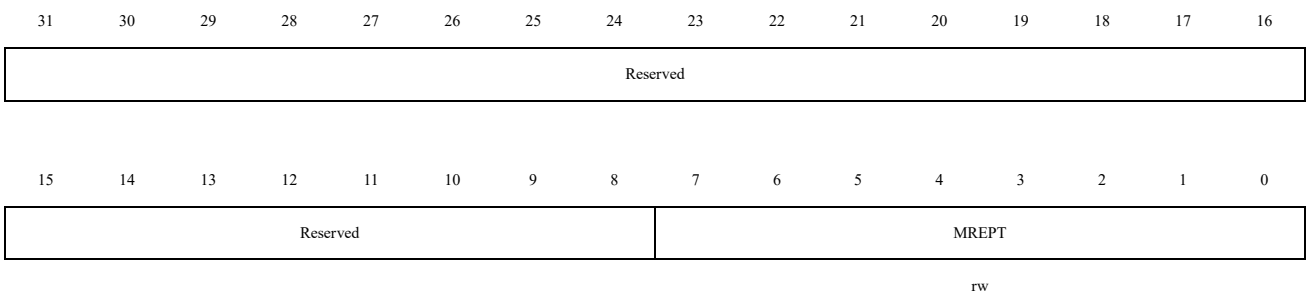 31 30 29 28 27 26 25 24 23 22 21 20 19 18 17 16
Reserved
15 14 13 12 11 10 9 8 7 6 5 4 3 2 1 0
Reserved MREPT
rw